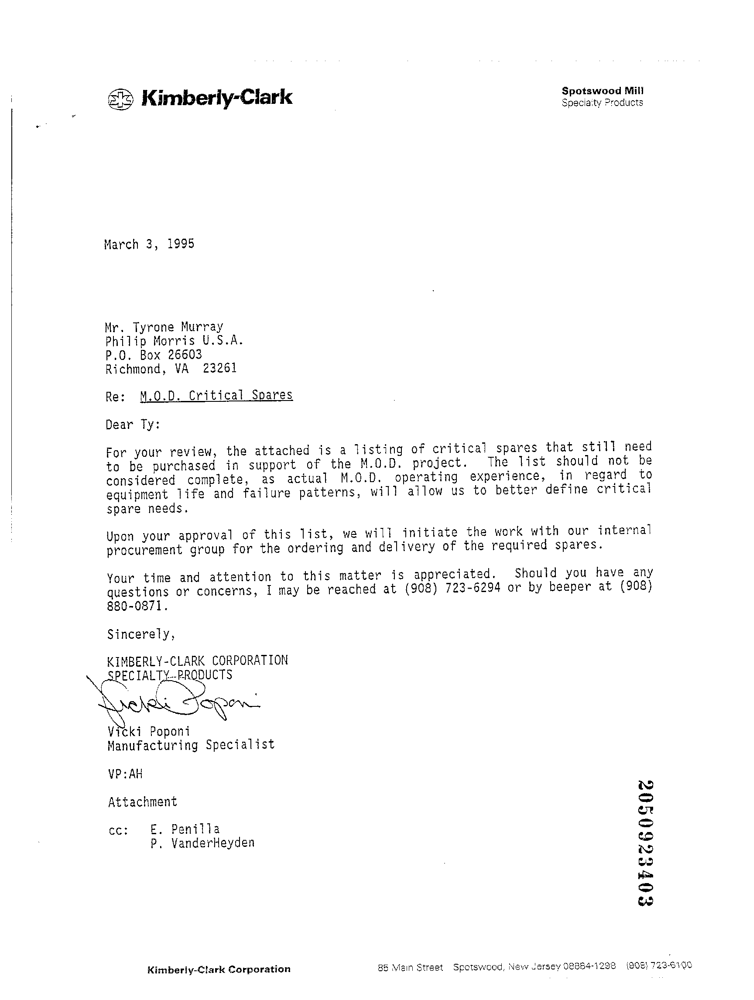 Kimberly-Clark
Spotswood Mill
Specialty Products
March 3, 1995
Mr. Tyrone Murray
Philip Morris U.S.A.
P.O. Box 26603
Richmond, VA 23261
Re: M.O.D. Critical Spares
Dear Ty:
For your review, the attached is a listing of critical spares that still need
to be purchased in support of the M.O.D. project. The list should not be
considered complete, as actual M.O.D. operating experience, in regard to
equipment life and failure patterns, will allow us to better define critical
spare needs.
Upon your approval of this list, we will initiate the work with our internal
procurement group for the ordering and delivery of the required spares.
Your time and attention to this matter is appreciated. Should you have any
questions or concerns, I may be reached at (908) 723-6294 or by beeper at (908)
880-0871.
Sincerely,
KIMBERLY-CLARK CORPORATION
SPECIALTY PRODUCTS
Vicki Poponi
Vicki Poponi
Manufacturing Specialist
VP:AH
Attachment
cc: E. Penilla
P. VanderHeyden
2050923403
Kimberly-Clark Corporation
85 Main Street Spotswood, New Jersey 08884-1298 (908) 723-6100